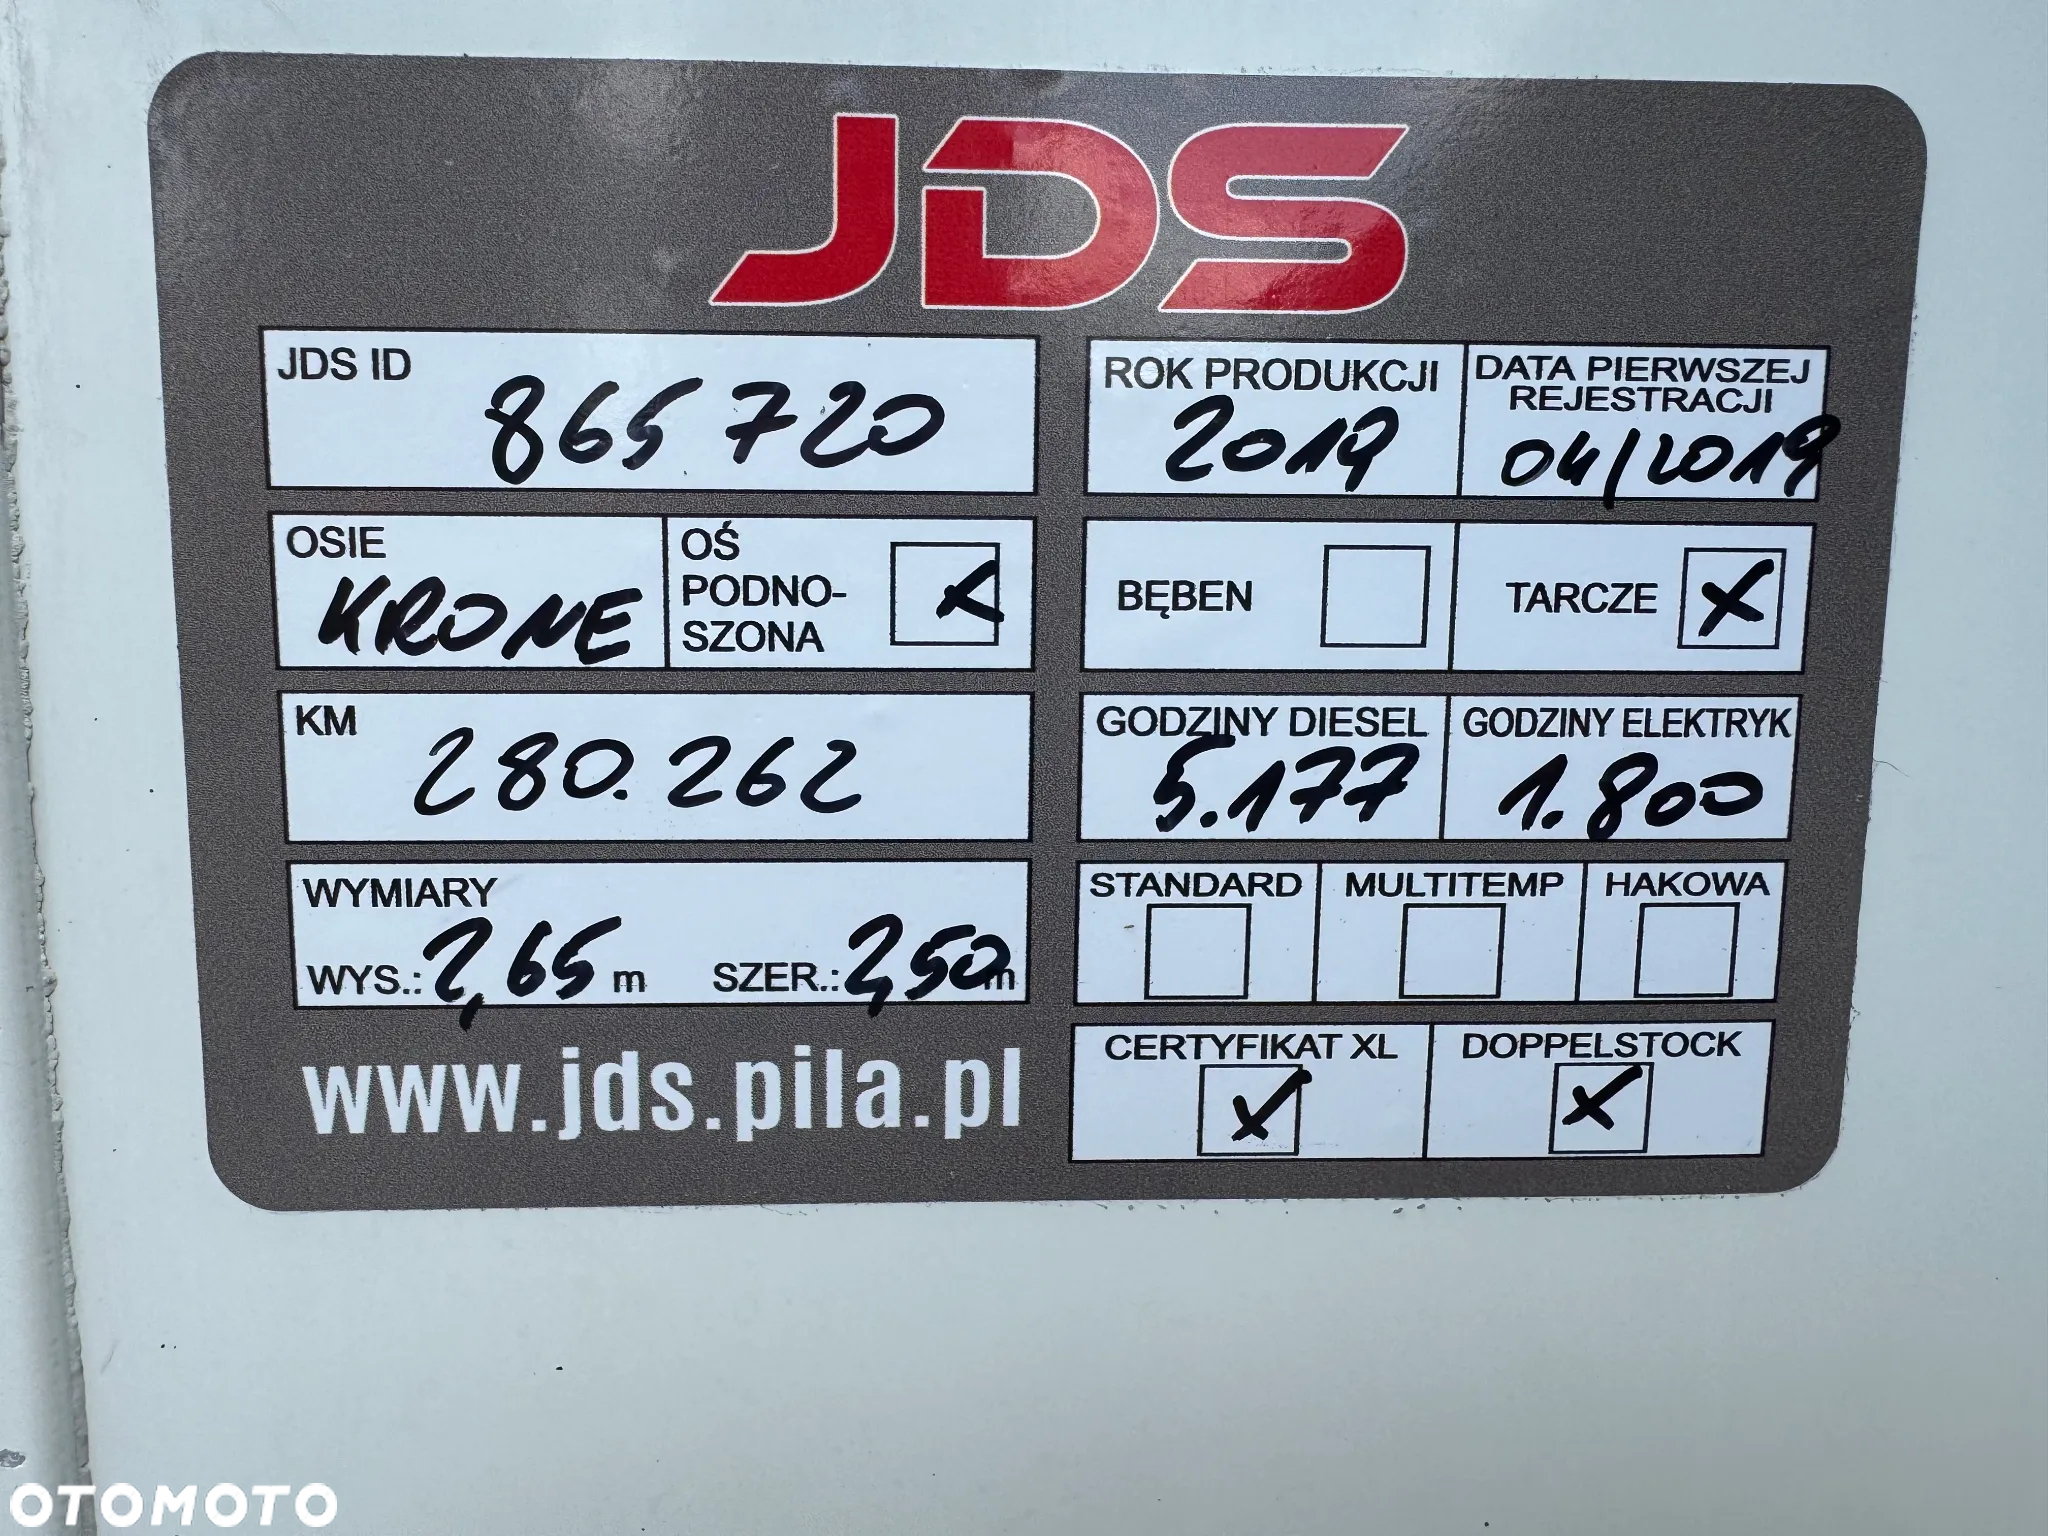 JDS
JDS ID
865720
ROK PRODUKCJI
2019
DATA PIERWSZEJ
REJESTRACJI
04/2019
OSIE
KRONE
OŚ
PODNO-
SZONA
BĘBEN
TARCZE
KM
280.262
GODZINY DIESEL
5.177
GODZINY ELEKTRYK
1.800
WYMIARY
WYS.: 2,65 m SZER.: 2,50 m
STANDARD
MULTITEMP
HAKOWA
CERTYFIKAT XL
DOPPELSTOCK
www.jds.pila.pl
OTOMOTO